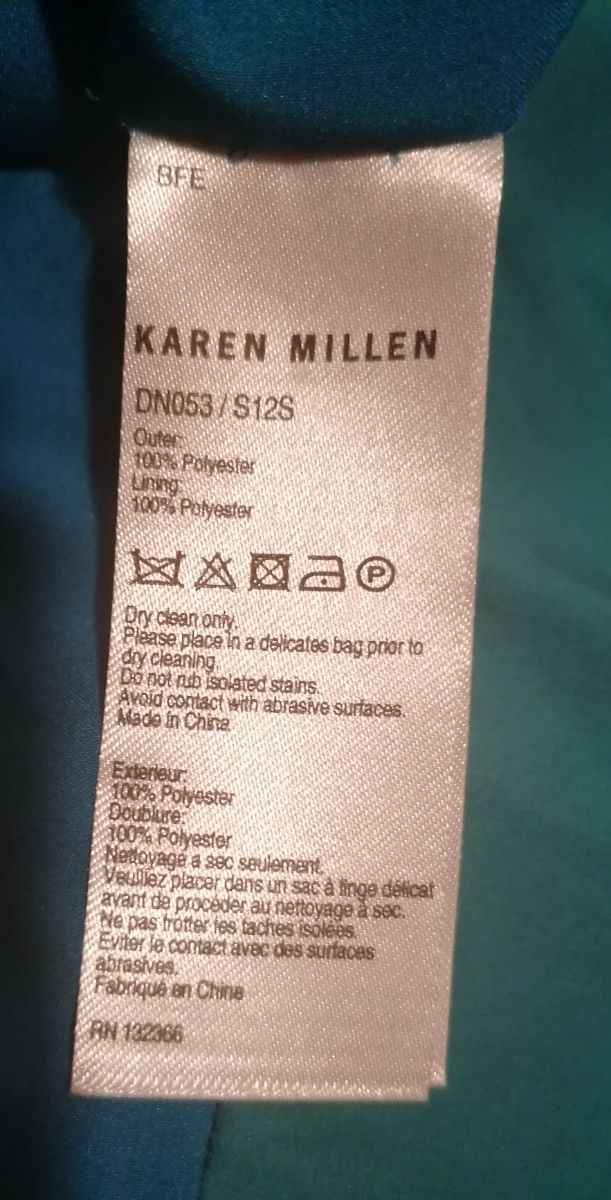 BFE
KAREN MILLEN
DN053 / S12S
Outer:
100% Polyester
Lining:
100% Polyester
P
Dry clean only.
Please place in a delicates bag prior to
dry cleaning.
Do not rub isolated stains.
Avoid contact with abrasive surfaces.
Made in China
Exterieur:
100% Polyester
Doublure:
100% Polyester
Nettoyage a sec seulement.
Veuillez placer dans un sac à linge délicat
avant de procéder au nettoyage à sec.
Ne pas frotter les taches isolées.
Eviter le contact avec des surfaces
abrasives.
Fabriqué en Chine
RN 132366